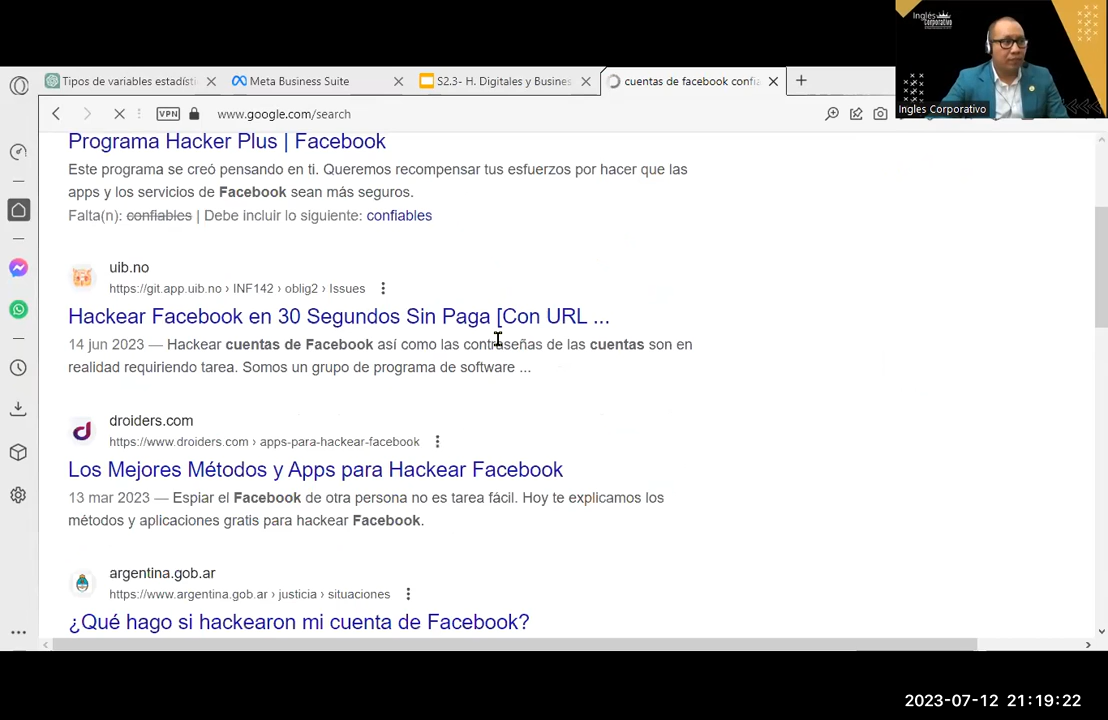 Inglés
Corporativo
Ingles Corporativo
Tipos de variables estadísti
Meta Business Suite
S2.3- H. Digitales y Busines
cuentas de facebook confia
VPN
www.google.com/search
Programa Hacker Plus | Facebook
Este programa se creó pensando en ti. Queremos recompensar tus esfuerzos por hacer que las
apps y los servicios de Facebook sean más seguros.
Falta(n): confiables | Debe incluir lo siguiente: confiables
uib.no
https://git.app.uib.no › INF142 › oblig2 › Issues
Hackear Facebook en 30 Segundos Sin Paga [Con URL ...
14 jun 2023 — Hackear cuentas de Facebook así como las contraseñas de las cuentas son en
realidad requiriendo tarea. Somos un grupo de programa de software ...
droiders.com
https://www.droiders.com › apps-para-hackear-facebook
Los Mejores Métodos y Apps para Hackear Facebook
13 mar 2023 — Espiar el Facebook de otra persona no es tarea fácil. Hoy te explicamos los
métodos y aplicaciones gratis para hackear Facebook.
argentina.gob.ar
https://www.argentina.gob.ar › justicia › situaciones
¿Qué hago si hackearon mi cuenta de Facebook?
2023-07-12 21:19:22